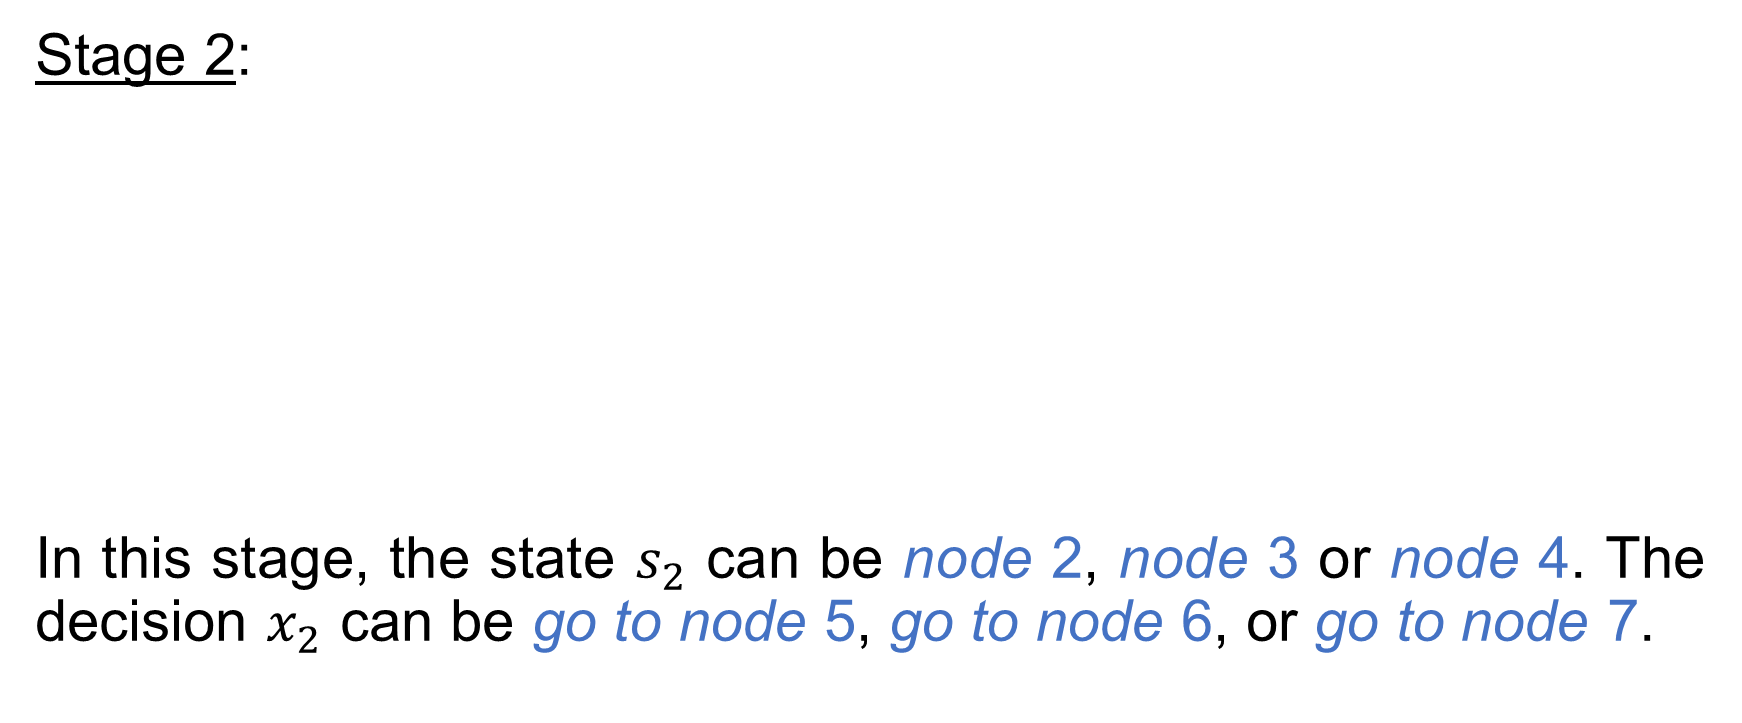 Stage 2:
In this stage, the state s₂ can be node 2, node 3 or node 4. The
decision x₂ can be go to node 5, go to node 6, or go to node 7.